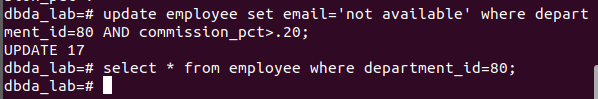 dbda_lab=# update employee set email='not available' where depart
ment_id=80 AND commission_pct>.20;
UPDATE 17
dbda_lab=# select * from employee where department_id=80;
dbda_lab=#